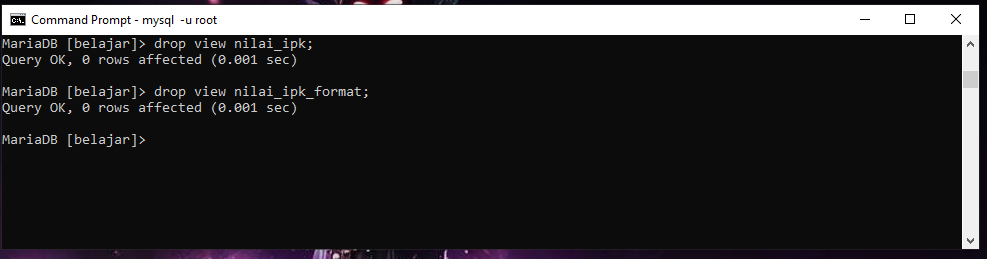 Command Prompt - mysql  -u root
MariaDB [belajar]> drop view nilai_ipk;
Query OK, 0 rows affected (0.001 sec)
MariaDB [belajar]> drop view nilai_ipk_format;
Query OK, 0 rows affected (0.001 sec)
MariaDB [belajar]>